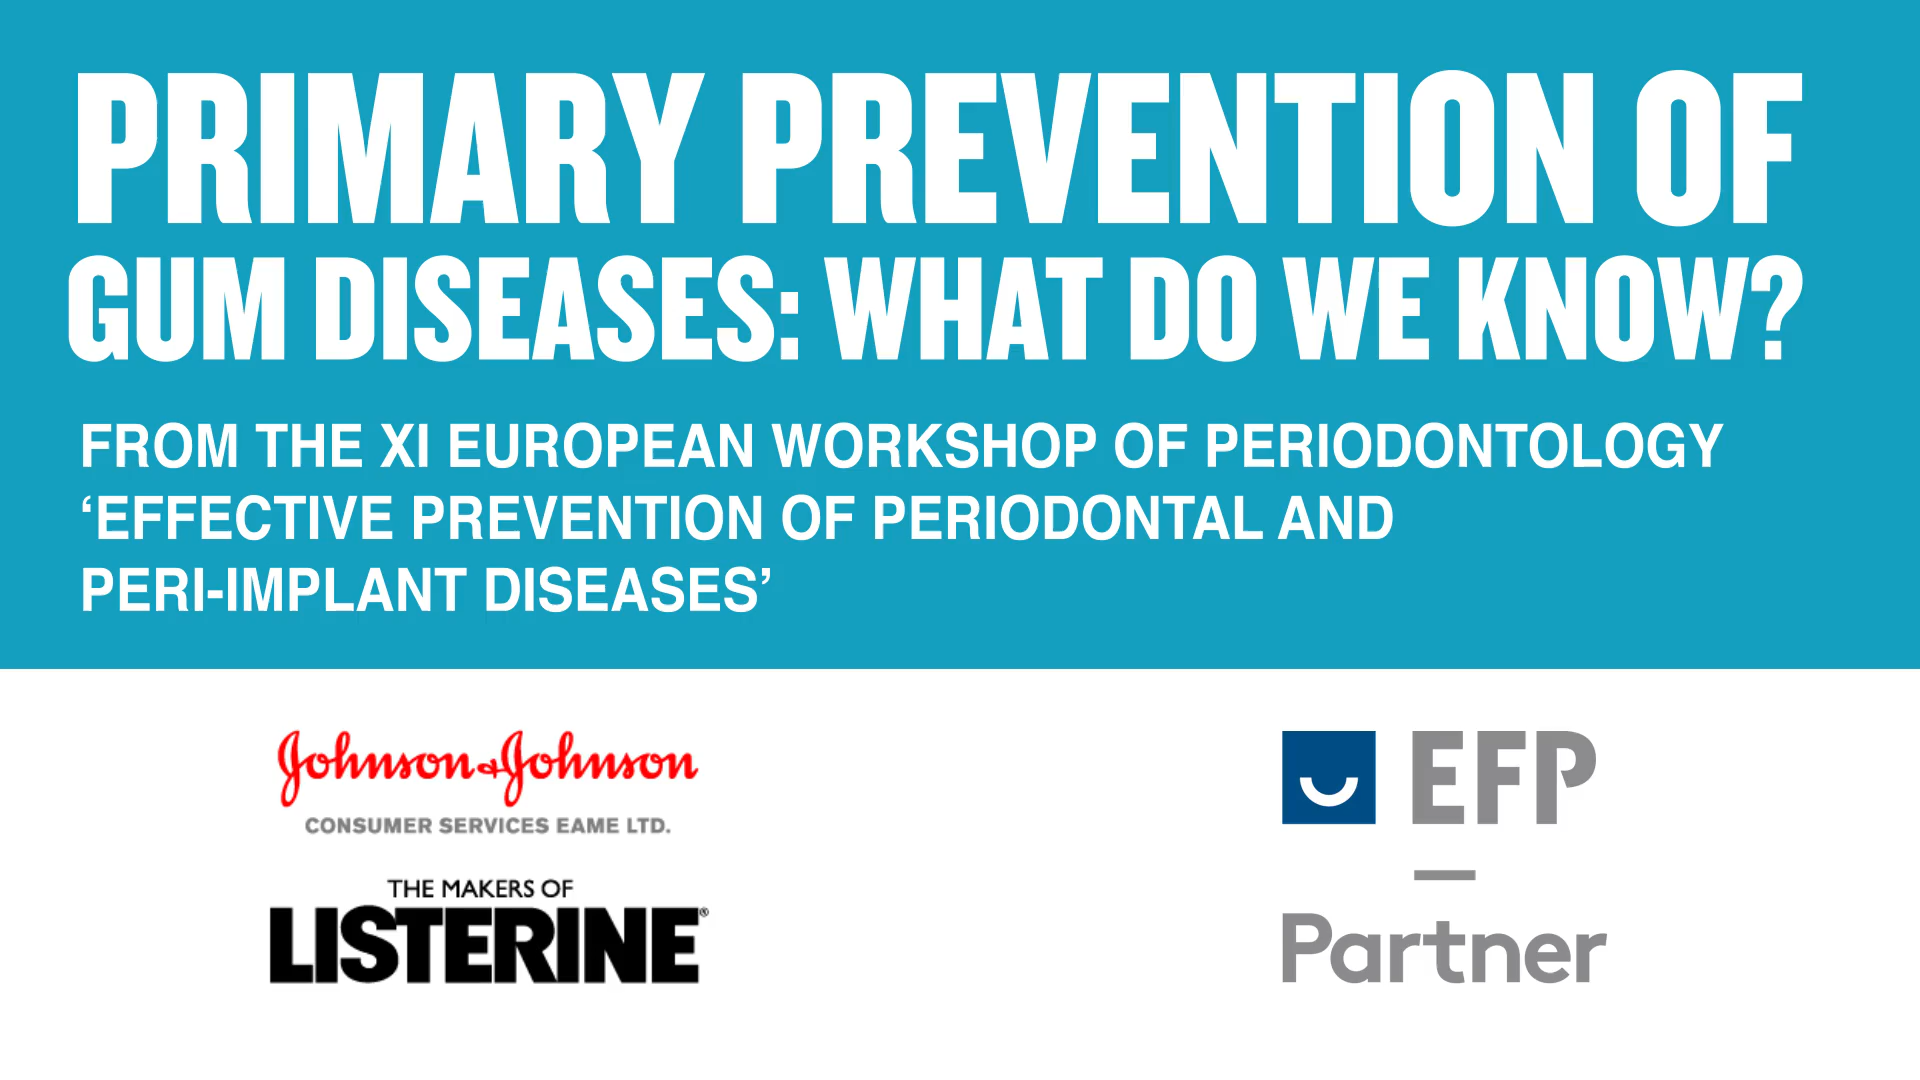 PRIMARY PREVENTION OF
GUM DISEASES: WHAT DO WE KNOW?
FROM THE XI EUROPEAN WORKSHOP OF PERIODONTOLOGY
‘EFFECTIVE PREVENTION OF PERIODONTAL AND
PERI-IMPLANT DISEASES’
Johnson & Johnson
CONSUMER SERVICES EAME LTD.
THE MAKERS OF
LISTERINE®
EFP
Partner